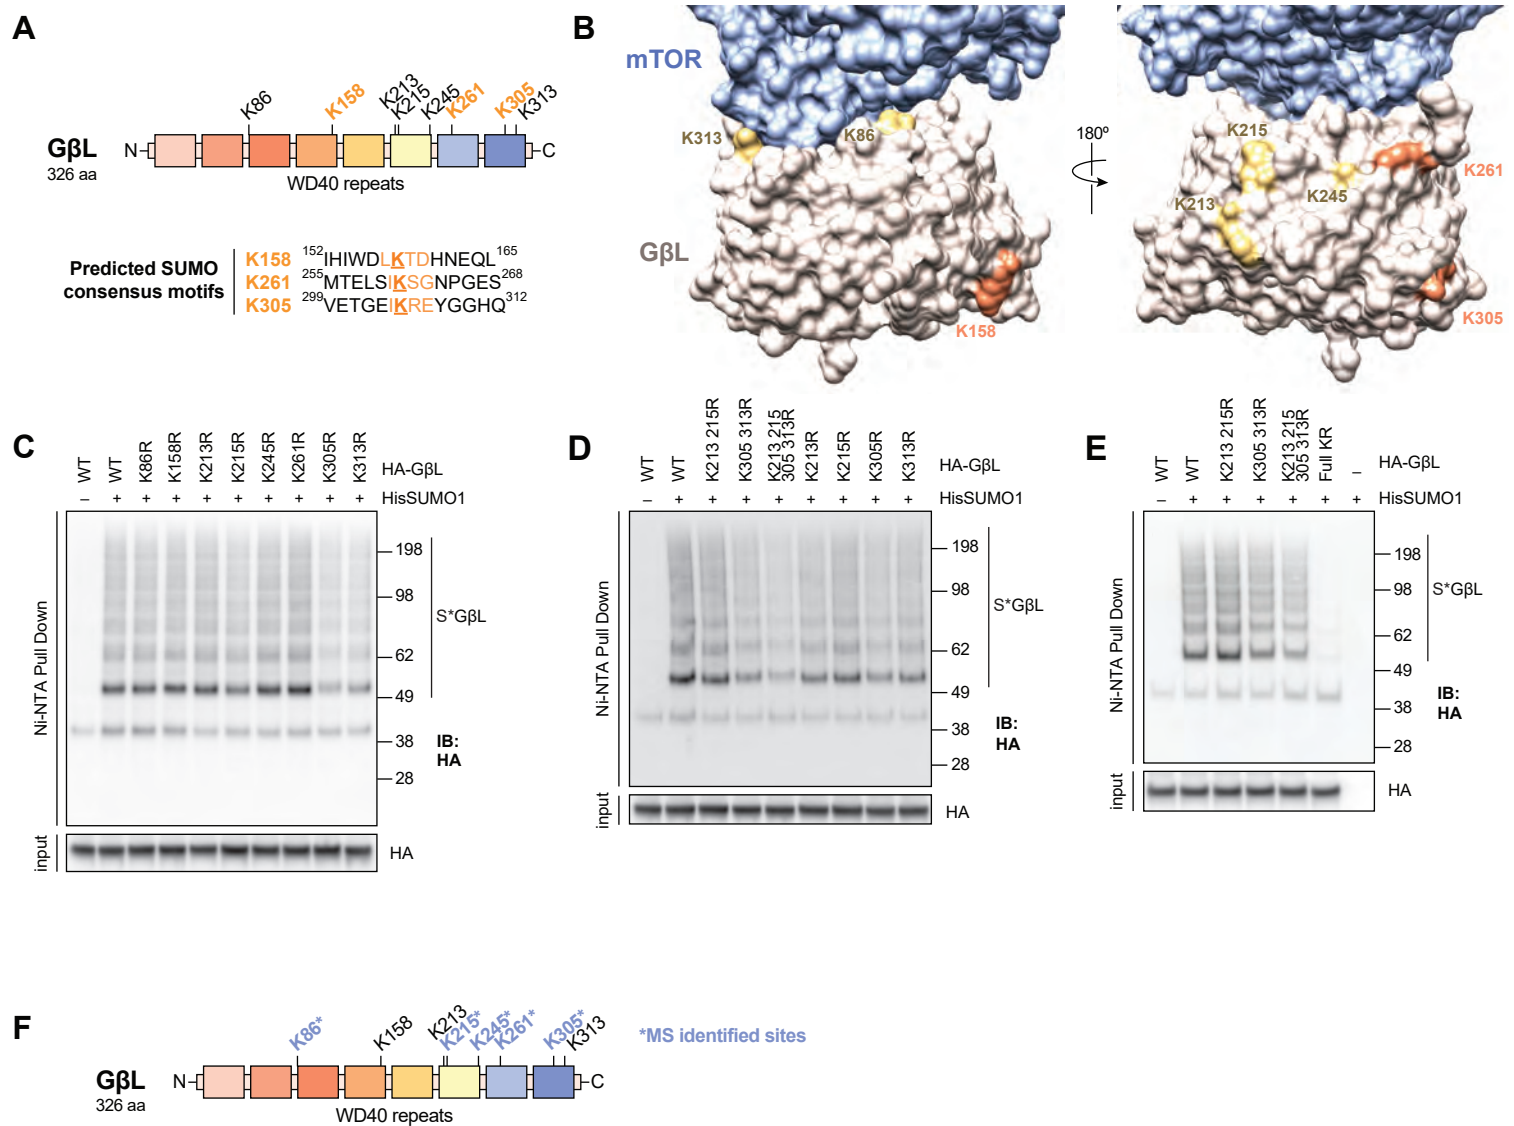 A
K86
K158
K213
K215
K245
K261
K305
K313
GβL
326 aa
N
C
WD40 repeats
Predicted SUMO
consensus motifs
K158 152IHIWDLKTDHNEQL165
K261 255MTELSIKSGNPGES268
K305 299VETGEIKREYGGHQ312
B
mTOR
GβL
K313
K86
K158
180º
K215
K213
K245
K261
K305
C
WT
WT
K86R
K158R
K213R
K215R
K245R
K261R
K305R
K313R
HA-GβL
– + + + + + + + + + HisSUMO1
Ni-NTA Pull Down
198
98
62
49
38
28
S*GβL
IB:
HA
input
HA
D
WT
WT
K213 215R
K305 313R
K213 215
305 313R
K213R
K215R
K305R
K313R
HA-GβL
– + + + + + + + + HisSUMO1
Ni-NTA Pull Down
198
98
62
49
38
28
S*GβL
IB:
HA
input
HA
E
WT
WT
K213 215R
K305 313R
K213 215
305 313R
Full KR
–
HA-GβL
– + + + + + + HisSUMO1
Ni-NTA Pull Down
198
98
62
49
38
28
S*GβL
IB:
HA
input
HA
F
K86*
K158
K213
K215*
K245*
K261*
K305*
K313
*MS identified sites
GβL
326 aa
N
C
WD40 repeats